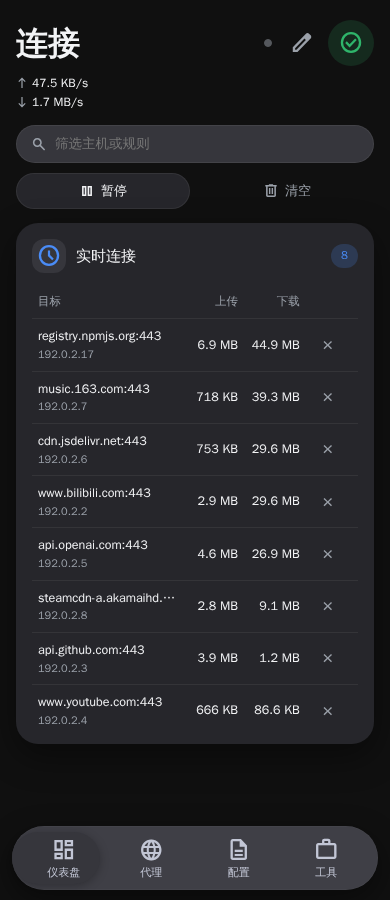 连接
↑ 47.5 KB/s
↓ 1.7 MB/s
筛选主机或规则
暂停 清空
实时连接 8
目标 上传 下载
registry.npmjs.org:443 6.9 MB 44.9 MB ×
192.0.2.17
music.163.com:443 718 KB 39.3 MB ×
192.0.2.7
cdn.jsdelivr.net:443 753 KB 29.6 MB ×
192.0.2.6
www.bilibili.com:443 2.9 MB 29.6 MB ×
192.0.2.2
api.openai.com:443 4.6 MB 26.9 MB ×
192.0.2.5
steamcdn-a.akamaihd.… 2.8 MB 9.1 MB ×
192.0.2.8
api.github.com:443 3.9 MB 1.2 MB ×
192.0.2.3
www.youtube.com:443 666 KB 86.6 KB ×
192.0.2.4
仪表盘 代理 配置 工具